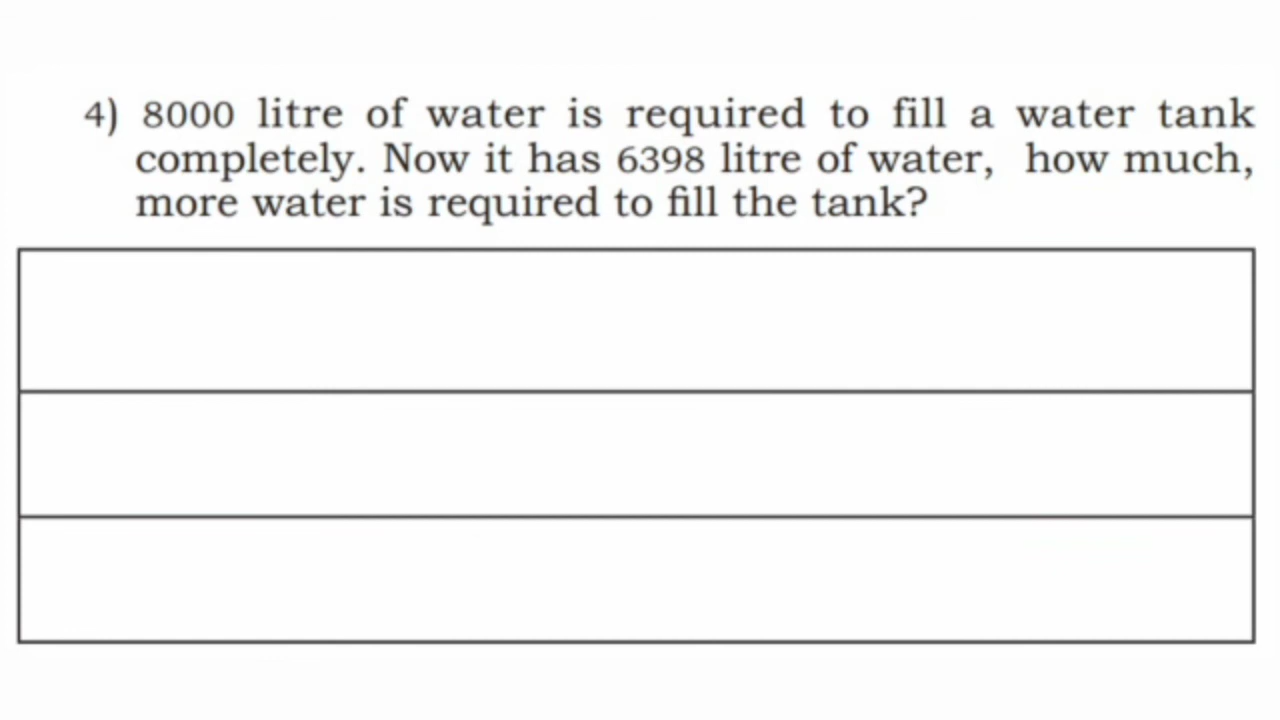 4) 8000 litre of water is required to fill a water tank
completely. Now it has 6398 litre of water, how much,
more water is required to fill the tank?